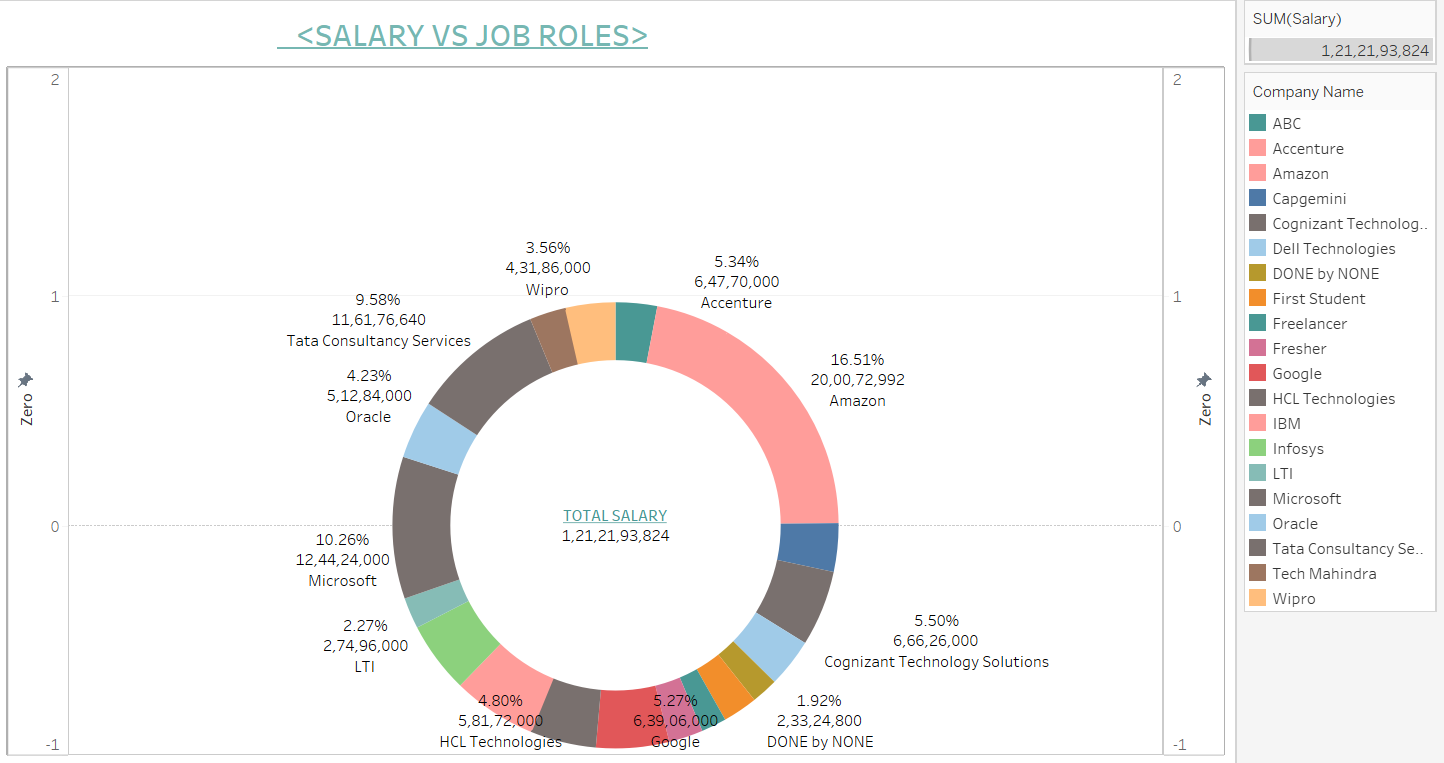 <SALARY VS JOB ROLES>
SUM(Salary)
1,21,21,93,824
Company Name
ABC
Accenture
Amazon
Capgemini
Cognizant Technolog..
Dell Technologies
DONE by NONE
First Student
Freelancer
Fresher
Google
HCL Technologies
IBM
Infosys
LTI
Microsoft
Oracle
Tata Consultancy Se..
Tech Mahindra
Wipro
2
1
0
-1
Zero
3.56%
4,31,86,000
Wipro
5.34%
6,47,70,000
Accenture
9.58%
11,61,76,640
Tata Consultancy Services
16.51%
20,00,72,992
Amazon
4.23%
5,12,84,000
Oracle
TOTAL SALARY
1,21,21,93,824
10.26%
12,44,24,000
Microsoft
2.27%
2,74,96,000
LTI
5.50%
6,66,26,000
Cognizant Technology Solutions
4.80%
5,81,72,000
HCL Technologies
5.27%
6,39,06,000
Google
1.92%
2,33,24,800
DONE by NONE
2
1
0
-1
Zero